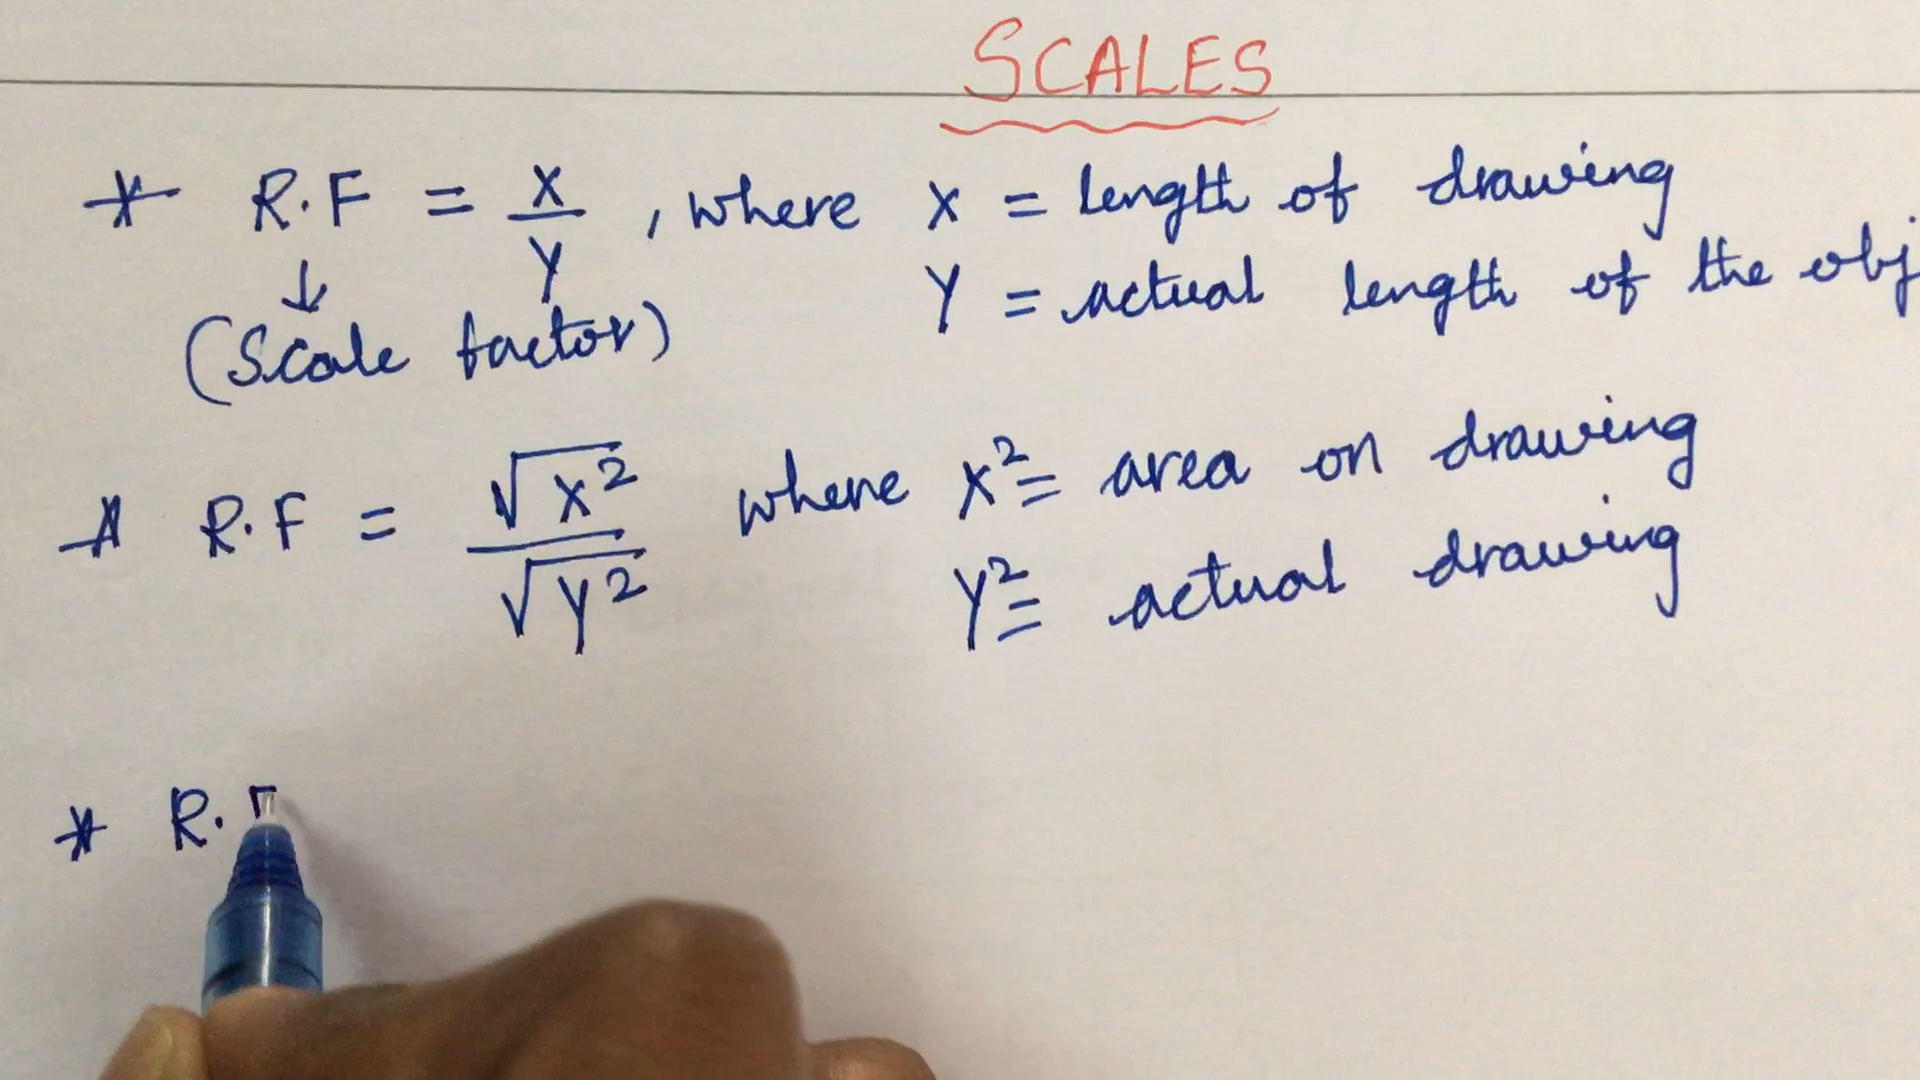 SCALES
* R.F = X/Y , where X = length of drawing
Y = actual length of the obj
(Scale factor)
* R.F = √X² / √Y² where X² = area on drawing
Y² = actual drawing
* R.F